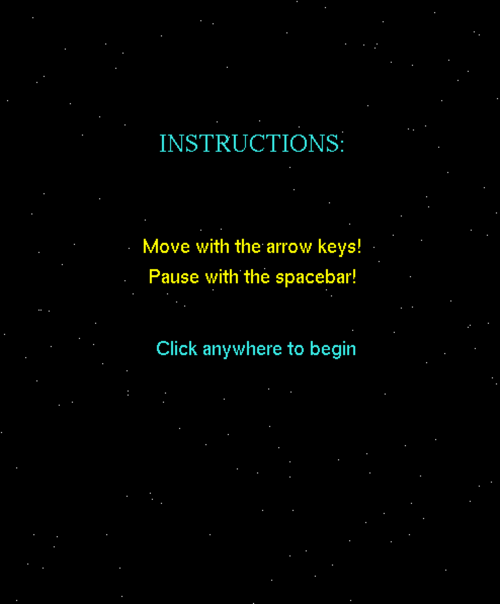 INSTRUCTIONS:
Move with the arrow keys!
Pause with the spacebar!
Click anywhere to begin